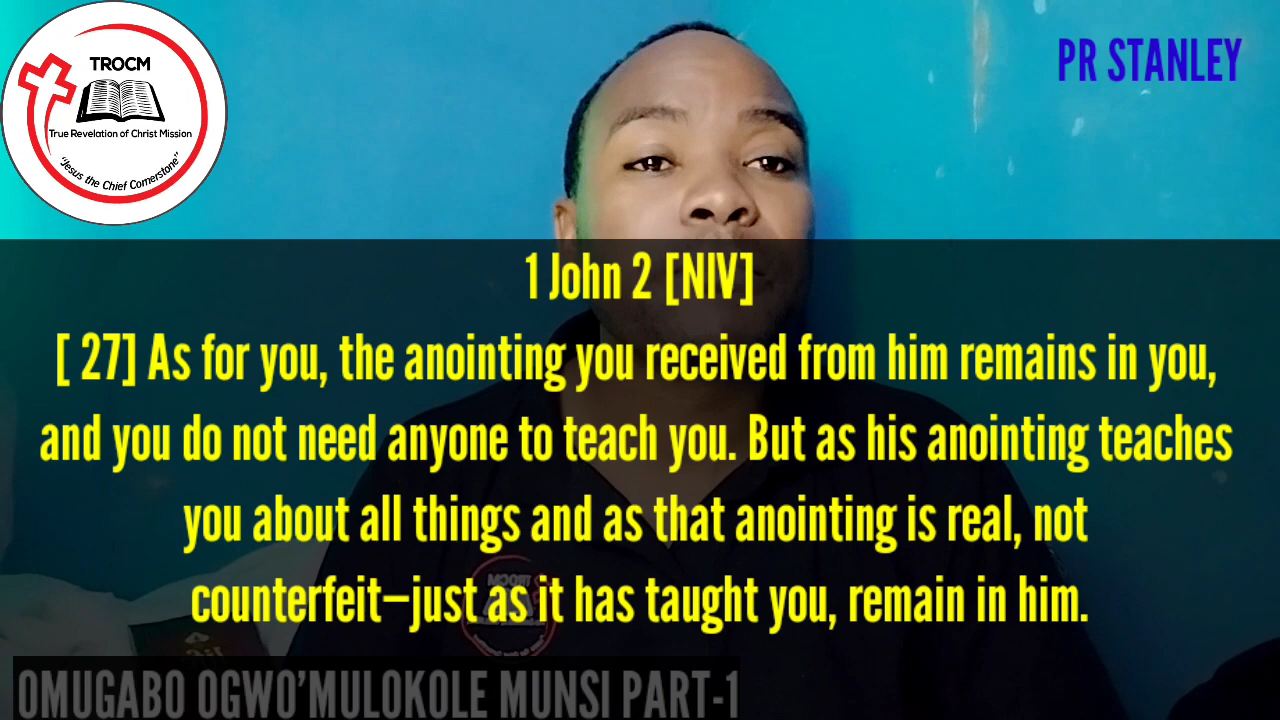 TROCM
True Revelation of Christ Mission
"Jesus the Chief Cornerstone"
PR STANLEY
1 John 2 [NIV]
[ 27] As for you, the anointing you received from him remains in you,
and you do not need anyone to teach you. But as his anointing teaches
you about all things and as that anointing is real, not
counterfeit–just as it has taught you, remain in him.
OMUGABO OGWO'MULOKOLE MUNSI PART-1